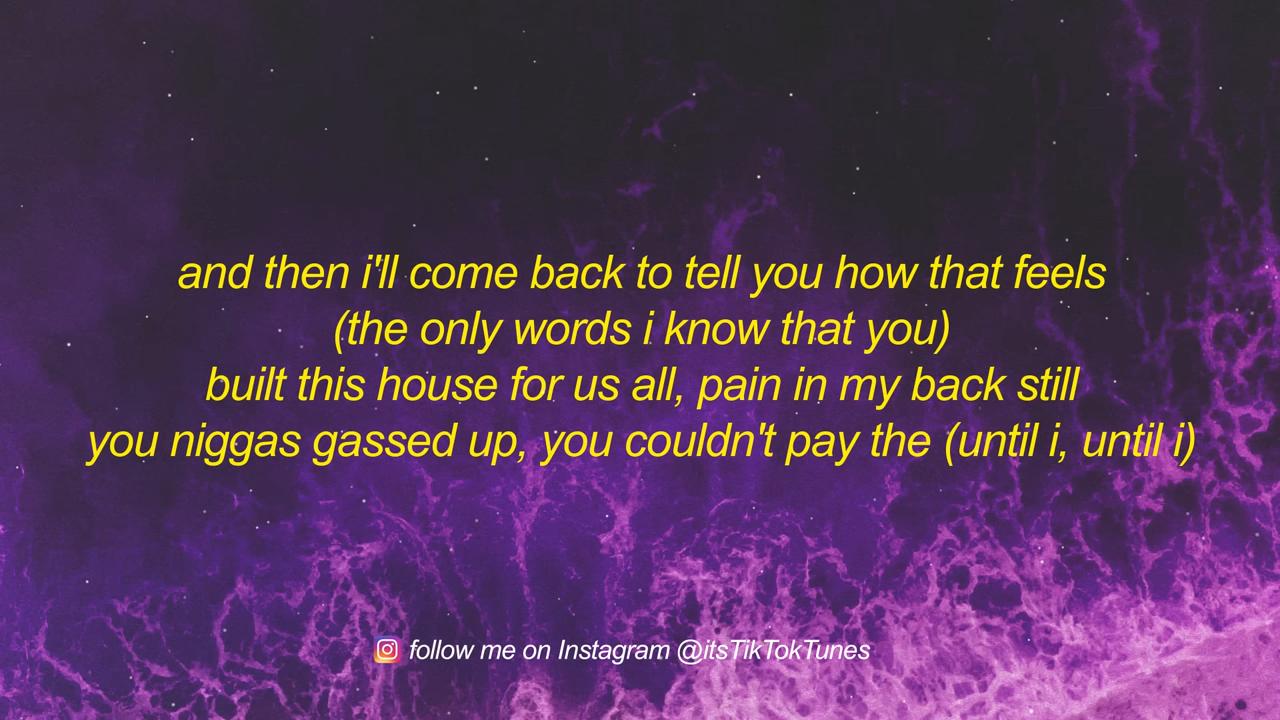 and then i'll come back to tell you how that feels
(the only words i know that you)
built this house for us all, pain in my back still
you niggas gassed up, you couldn't pay the (until i, until i)
follow me on Instagram @itsTikTokTunes